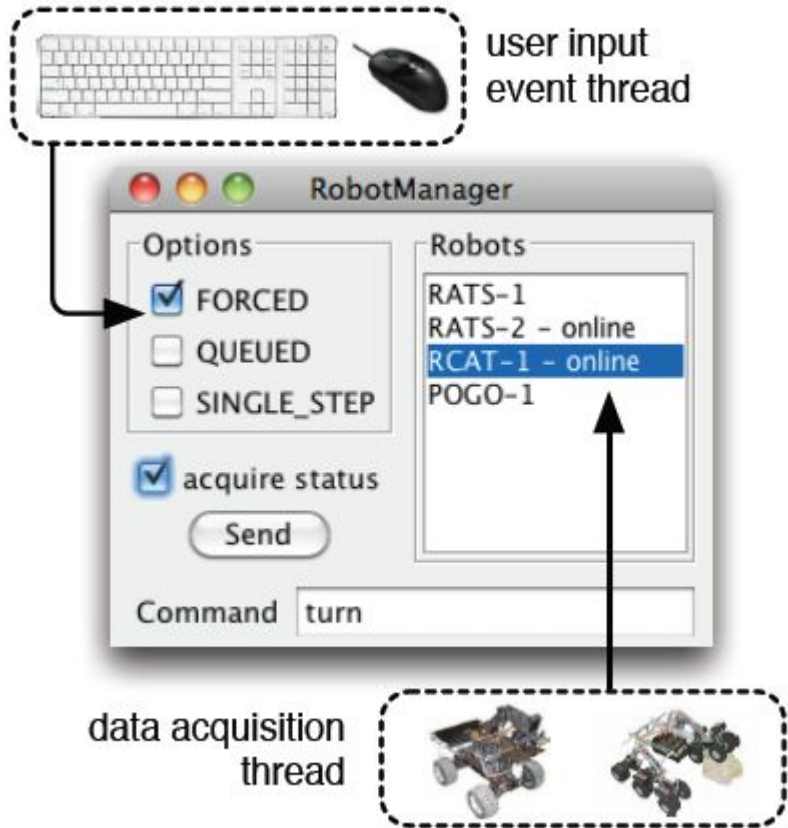 user input
event thread
RobotManager
Options
FORCED
QUEUED
SINGLE_STEP
acquire status
Send
Robots
RATS-1
RATS-2 - online
RCAT-1 - online
POGO-1
Command turn
data acquisition
thread